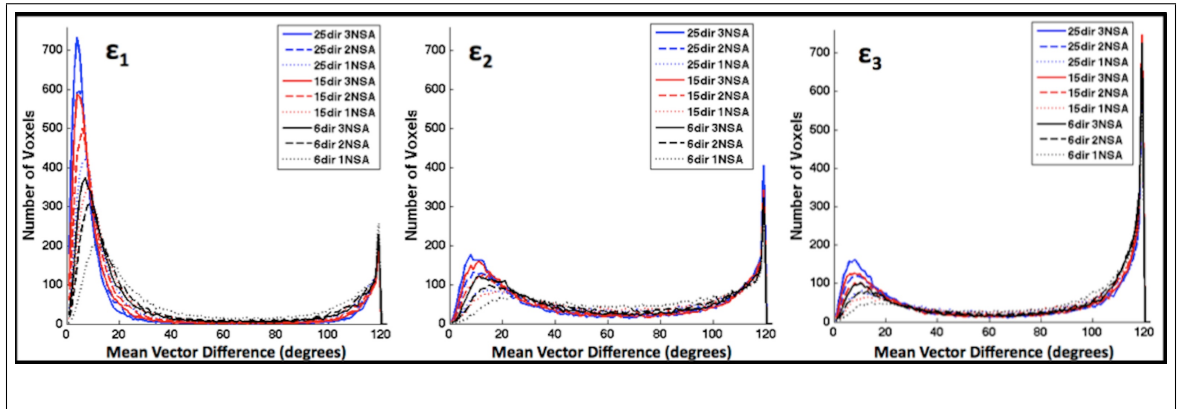 ε1
Number of Voxels
700
600
500
400
300
200
100
0
0 20 40 60 80 100 120
Mean Vector Difference (degrees)
25dir 3NSA
25dir 2NSA
25dir 1NSA
15dir 3NSA
15dir 2NSA
15dir 1NSA
6dir 3NSA
6dir 2NSA
6dir 1NSA
ε2
Number of Voxels
700
600
500
400
300
200
100
0
0 20 40 60 80 100 120
Mean Vector Difference (degrees)
25dir 3NSA
25dir 2NSA
25dir 1NSA
15dir 3NSA
15dir 2NSA
15dir 1NSA
6dir 3NSA
6dir 2NSA
6dir 1NSA
ε3
Number of Voxels
700
600
500
400
300
200
100
0
0 20 40 60 80 100 120
Mean Vector Difference (degrees)
25dir 3NSA
25dir 2NSA
25dir 1NSA
15dir 3NSA
15dir 2NSA
15dir 1NSA
6dir 3NSA
6dir 2NSA
6dir 1NSA